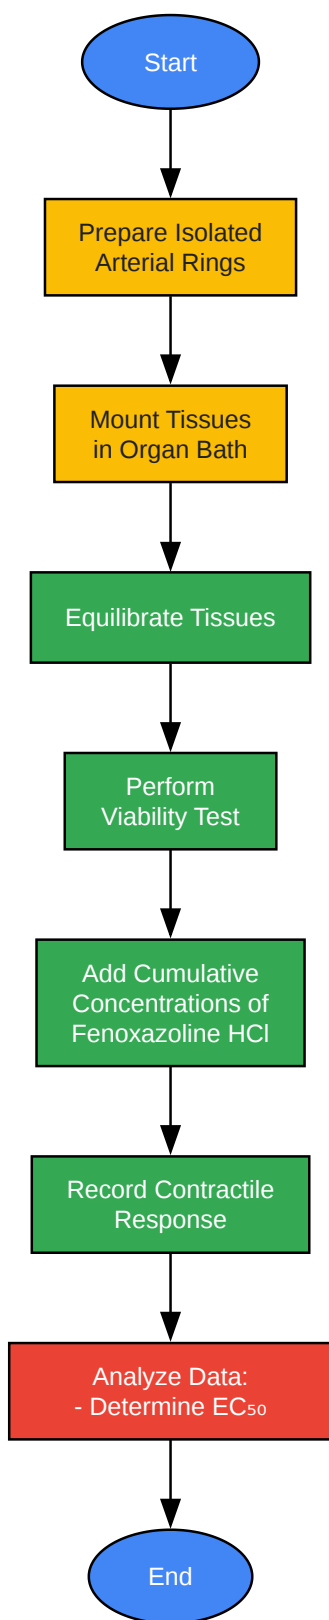 Start
Prepare Isolated
Arterial Rings
Mount Tissues
in Organ Bath
Equilibrate Tissues
Perform
Viability Test
Add Cumulative
Concentrations of
Fenoxazoline HCl
Record Contractile
Response
Analyze Data:
- Determine EC₅₀
End